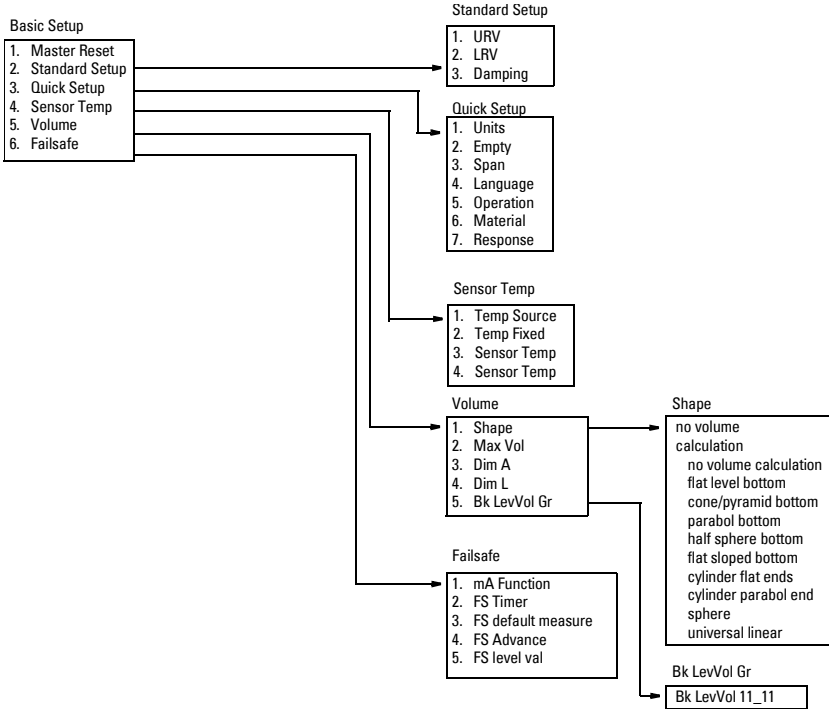 Basic Setup
1. Master Reset
2. Standard Setup
3. Quick Setup
4. Sensor Temp
5. Volume
6. Failsafe
Standard Setup
1. URV
2. LRV
3. Damping
Quick Setup
1. Units
2. Empty
3. Span
4. Language
5. Operation
6. Material
7. Response
Sensor Temp
1. Temp Source
2. Temp Fixed
3. Sensor Temp
4. Sensor Temp
Volume
1. Shape
2. Max Vol
3. Dim A
4. Dim L
5. Bk LevVol Gr
Shape
no volume
calculation
no volume calculation
flat level bottom
cone/pyramid bottom
parabol bottom
half sphere bottom
flat sloped bottom
cylinder flat ends
cylinder parabol end
sphere
universal linear
Failsafe
1. mA Function
2. FS Timer
3. FS default measure
4. FS Advance
5. FS level val
Bk LevVol Gr
Bk LevVol 11_11